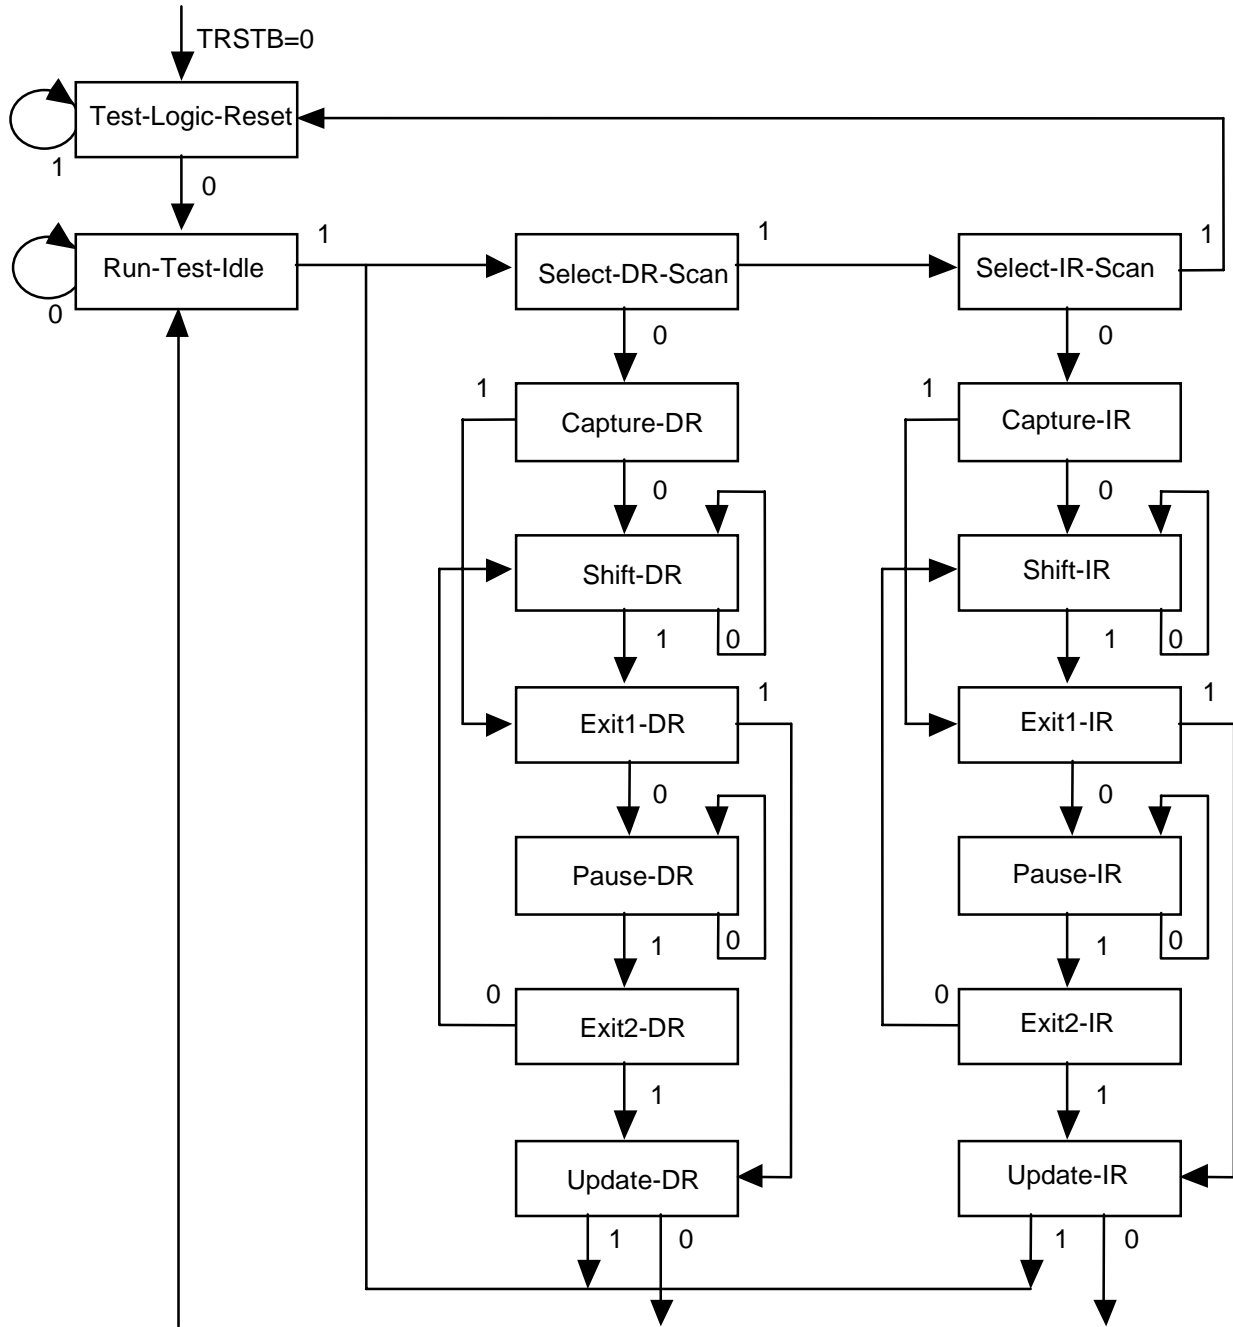 TRSTB=0
Test-Logic-Reset
1
0
Run-Test-Idle
0
1
Select-DR-Scan
1
Select-IR-Scan
1
0
0
1
Capture-DR
0
1
Capture-IR
0
Shift-DR
1
0
Shift-IR
1
0
Exit1-DR
1
0
Exit1-IR
1
0
Pause-DR
1
0
Pause-IR
1
0
0
Exit2-DR
1
0
Exit2-IR
1
Update-DR
1
0
Update-IR
1
0